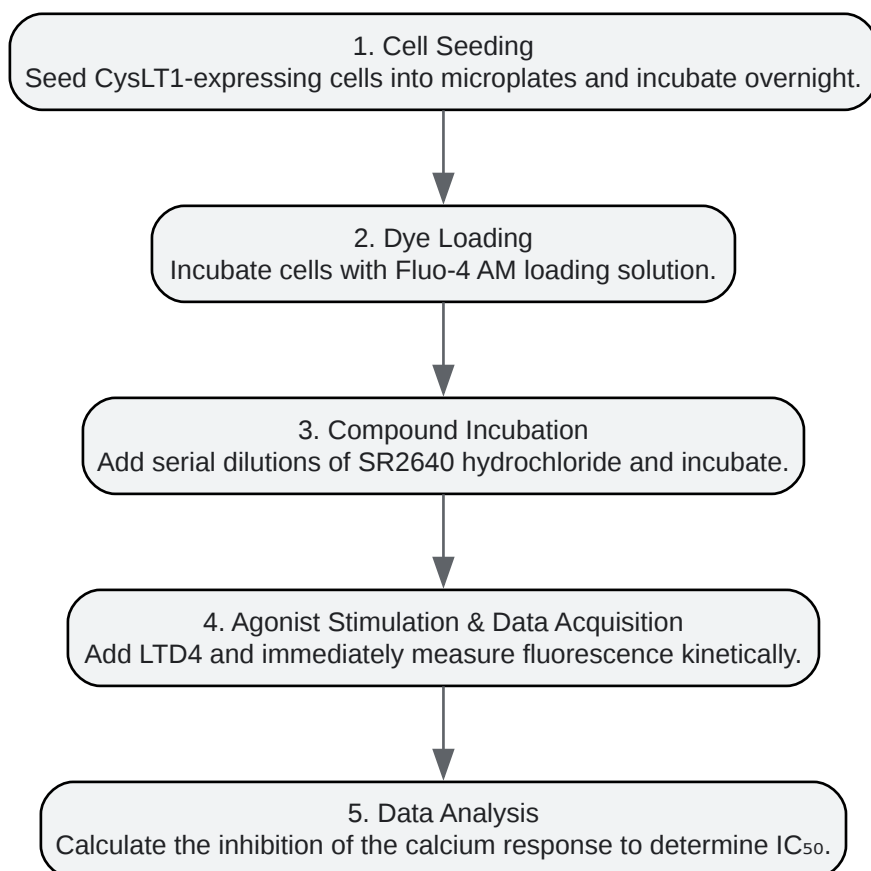 1. Cell Seeding
Seed CysLT1-expressing cells into microplates and incubate overnight.
2. Dye Loading
Incubate cells with Fluo-4 AM loading solution.
3. Compound Incubation
Add serial dilutions of SR2640 hydrochloride and incubate.
4. Agonist Stimulation & Data Acquisition
Add LTD4 and immediately measure fluorescence kinetically.
5. Data Analysis
Calculate the inhibition of the calcium response to determine IC₅₀.